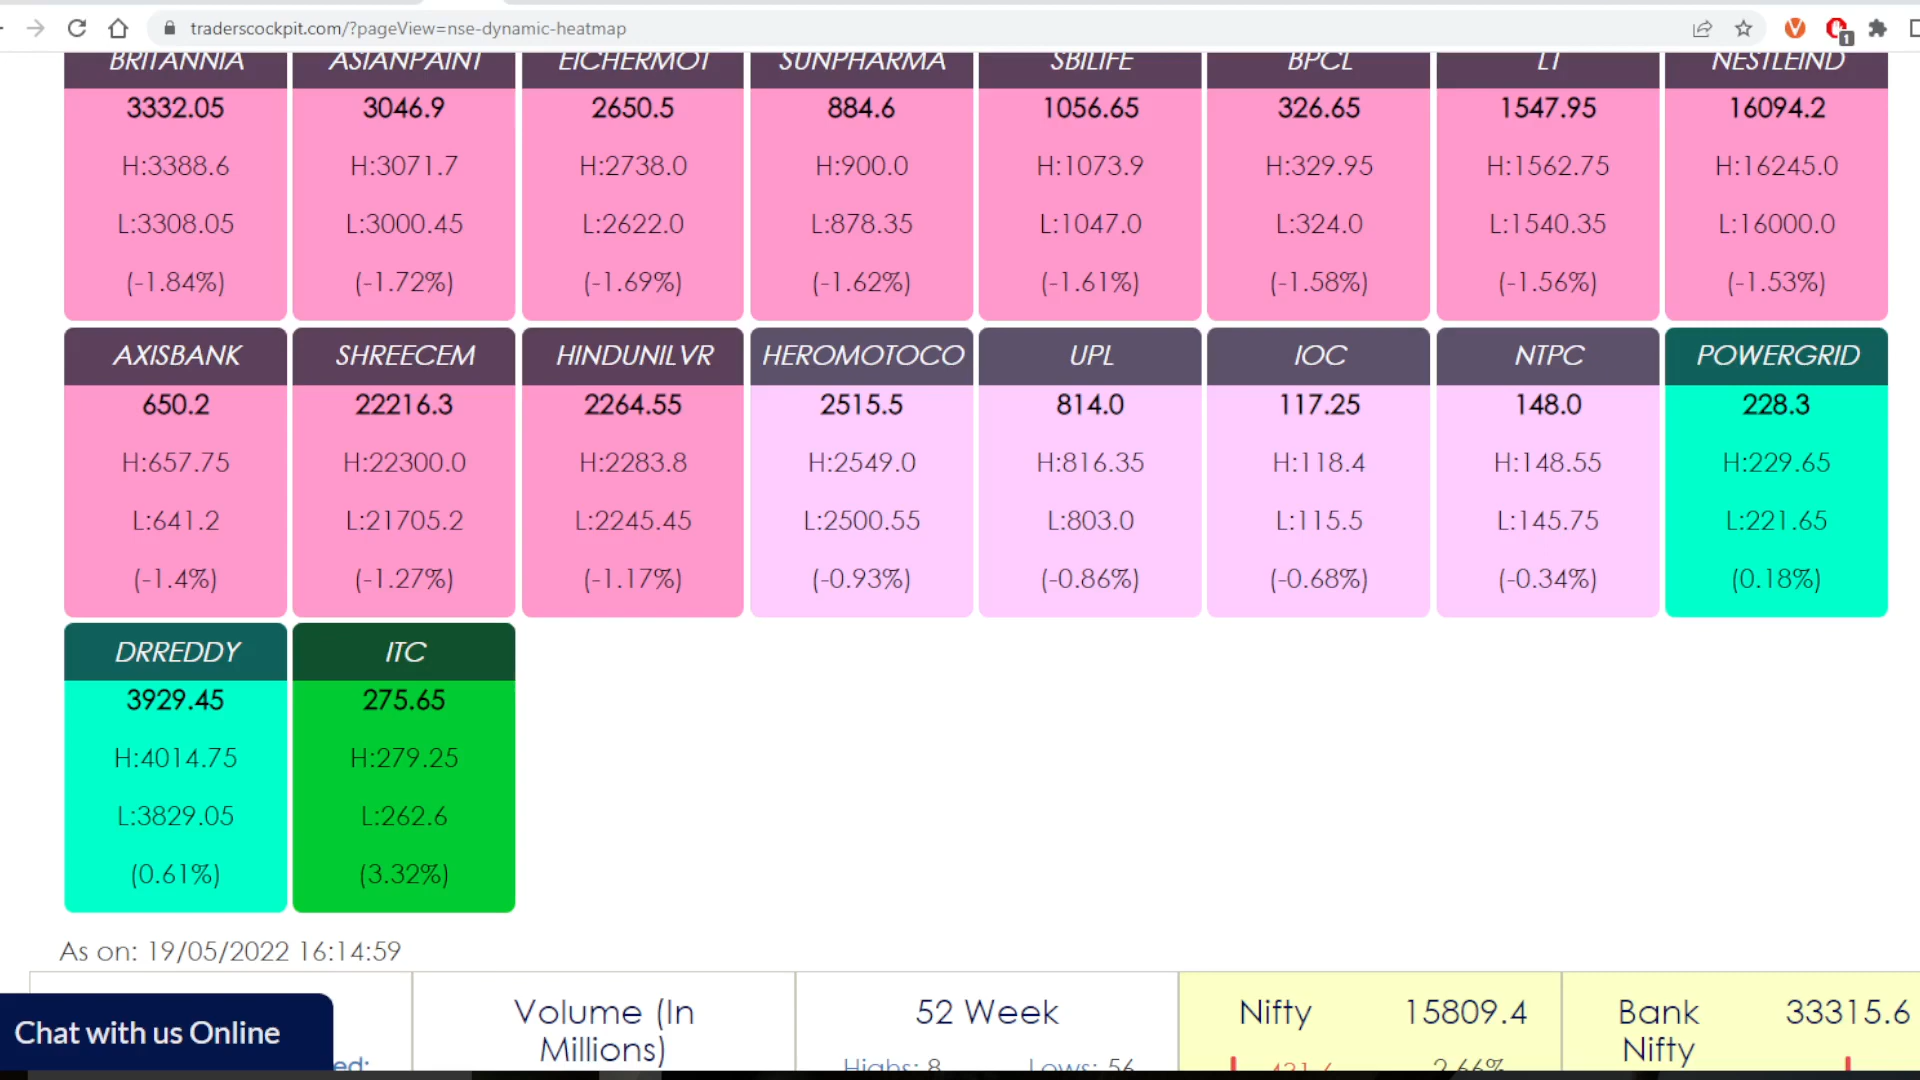 traderscockpit.com/?pageView=nse-dynamic-heatmap
1
BRITANNIA ASIANPAINT EICHERMOT SUNPHARMA SBILIFE BPCL LT NESTLEIND
3332.05 3046.9 2650.5 884.6 1056.65 326.65 1547.95 16094.2
H:3388.6 H:3071.7 H:2738.0 H:900.0 H:1073.9 H:329.95 H:1562.75 H:16245.0
L:3308.05 L:3000.45 L:2622.0 L:878.35 L:1047.0 L:324.0 L:1540.35 L:16000.0
(-1.84%) (-1.72%) (-1.69%) (-1.62%) (-1.61%) (-1.58%) (-1.56%) (-1.53%)
AXISBANK SHREECEM HINDUNILVR HEROMOTOCO UPL IOC NTPC POWERGRID
650.2 22216.3 2264.55 2515.5 814.0 117.25 148.0 228.3
H:657.75 H:22300.0 H:2283.8 H:2549.0 H:816.35 H:118.4 H:148.55 H:229.65
L:641.2 L:21705.2 L:2245.45 L:2500.55 L:803.0 L:115.5 L:145.75 L:221.65
(-1.4%) (-1.27%) (-1.17%) (-0.93%) (-0.86%) (-0.68%) (-0.34%) (0.18%)
DRREDDY ITC
3929.45 275.65
H:4014.75 H:279.25
L:3829.05 L:262.6
(0.61%) (3.32%)
As on: 19/05/2022 16:14:59
Volume (In Millions) 52 Week Nifty 15809.4 Bank Nifty 33315.6
Chat with us Online
ed: Highs: 8 Lows: 56 2.66%